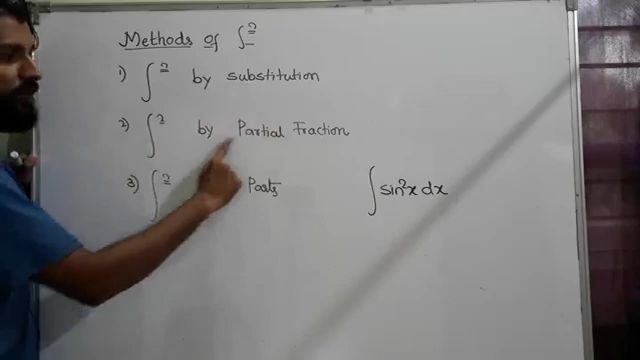 Methods of ∫⁼ⁿ
1) ∫⁼ⁿ by substitution
2) ∫ⁿ by Partial Fraction
3) ∫⁼ⁿ Parts
∫ sin²x dx